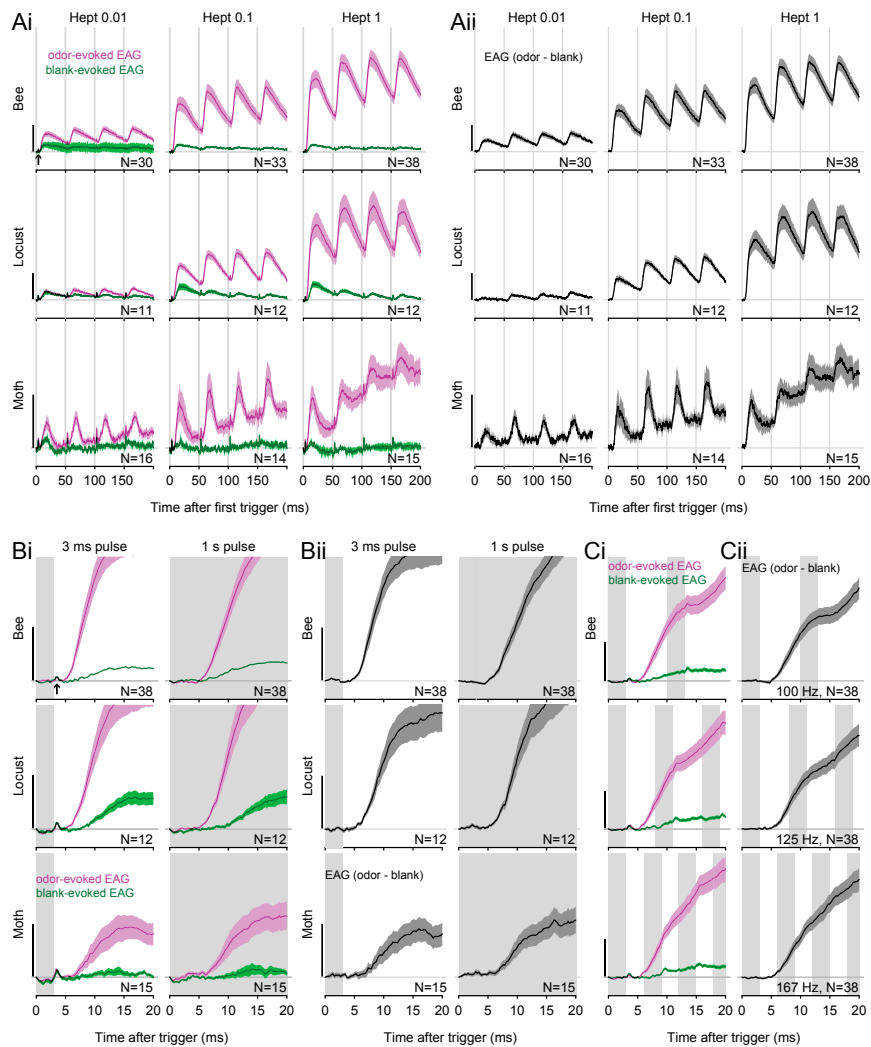 Ai
Hept 0.01 Hept 0.1 Hept 1
odor-evoked EAG
blank-evoked EAG
Bee
N=30 N=33 N=38
Locust
N=11 N=12 N=12
Moth
N=16 N=14 N=15
0 50 100 150 0 50 100 150 0 50 100 150 200
Time after first trigger (ms)
Aii
Hept 0.01 Hept 0.1 Hept 1
EAG (odor - blank)
Bee
N=30 N=33 N=38
Locust
N=11 N=12 N=12
Moth
N=16 N=14 N=15
0 50 100 150 0 50 100 150 0 50 100 150 200
Time after first trigger (ms)
Bi
3 ms pulse 1 s pulse
Bee
N=38 N=38
Locust
N=12 N=12
odor-evoked EAG
blank-evoked EAG
Moth
N=15 N=15
0 5 10 15 20 0 5 10 15 20
Time after trigger (ms)
Bii
3 ms pulse 1 s pulse
Bee
N=38 N=38
Locust
N=12 N=12
EAG (odor - blank)
Moth
N=15 N=15
0 5 10 15 20 0 5 10 15 20
Time after trigger (ms)
Ci Cii
odor-evoked EAG
blank-evoked EAG
EAG (odor - blank)
Bee
100 Hz, N=38
125 Hz, N=38
167 Hz, N=38
0 5 10 15 20 0 5 10 15 20
Time after trigger (ms)